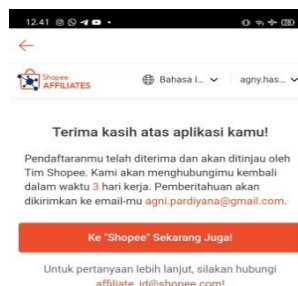 12.41
Shopee
AFFILIATES
Bahasa I...
agny.has...
Terima kasih atas aplikasi kamu!
Pendaftaranmu telah diterima dan akan ditinjau oleh
Tim Shopee. Kami akan menghubungimu kembali
dalam waktu 3 hari kerja. Pemberitahuan akan
dikirimkan ke email-mu agni.pardiyana@gmail.com.
Ke "Shopee" Sekarang Juga!
Untuk pertanyaan lebih lanjut, silakan hubungi
affiliate_id@shopee.com!